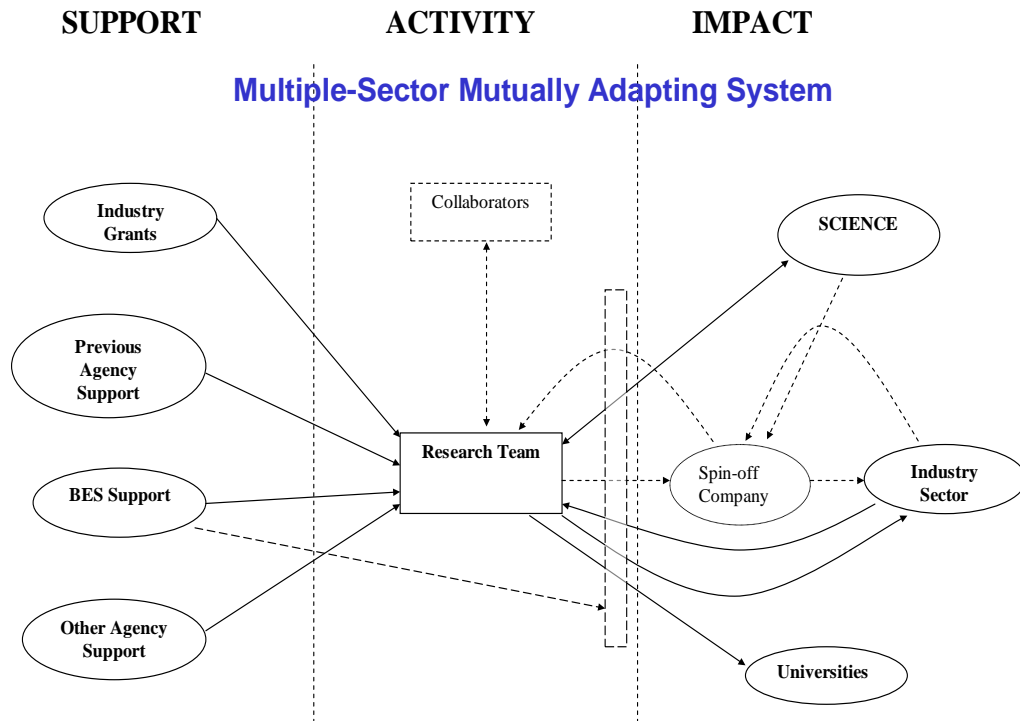 SUPPORT
ACTIVITY
IMPACT
Multiple-Sector Mutually Adapting System
Industry
Grants
Collaborators
SCIENCE
Previous
Agency
Support
Research Team
BES Support
Spin-off
Company
Industry
Sector
Other Agency
Support
Universities